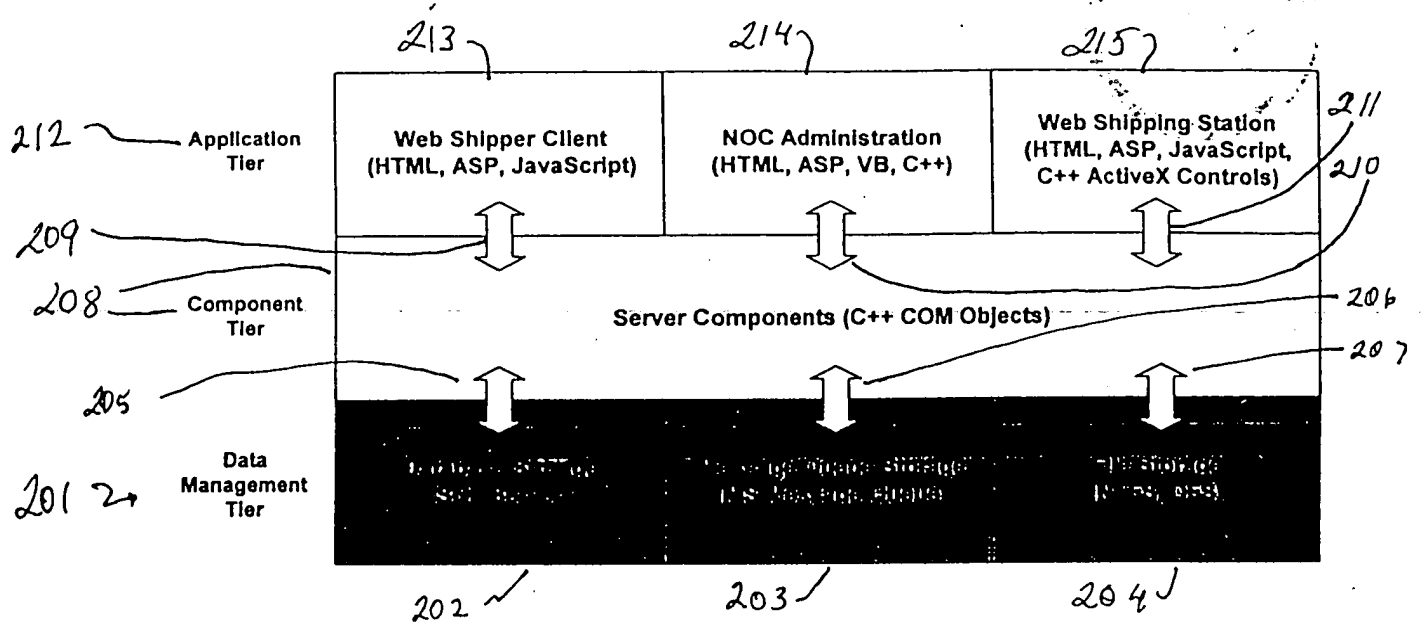 213
214
215
212
Application
Tier
Web Shipper Client
(HTML, ASP, JavaScript)
NOC Administration
(HTML, ASP, VB, C++)
Web Shipping Station
(HTML, ASP, JavaScript,
C++ ActiveX Controls)
211
210
209
208
Component
Tier
Server Components (C++ COM Objects)
206
207
205
201
Data
Management
Tier
202
203
204